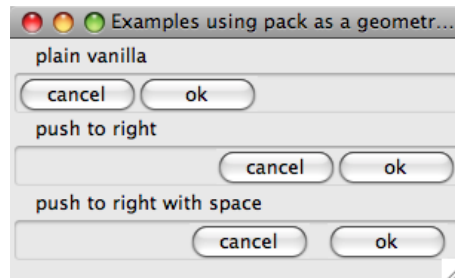 Examples using pack as a geometr...
plain vanilla
cancel ok
push to right
cancel ok
push to right with space
cancel ok